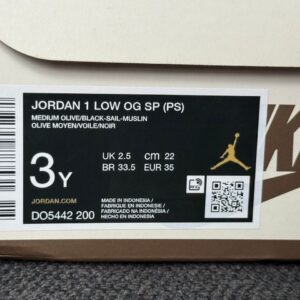 JORDAN 1 LOW OG SP (PS)
MEDIUM OLIVE/BLACK-SAIL-MUSLIN
OLIVE MOYEN/VOILE/NOIR
3Y
UK 2.5 cm 22
BR 33.5 EUR 35
DO5442 200
JORDAN.COM
MADE IN INDONESIA/
FABRIQUE EN INDONESIE/
FABRICADO NA INDONÉSIA/
HECHO EN INDONESIA